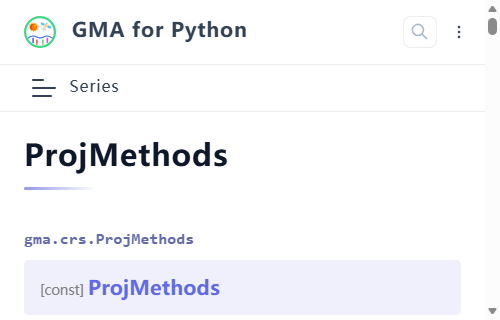 GMA for Python
Series
ProjMethods
gma.crs.ProjMethods
[const] ProjMethods